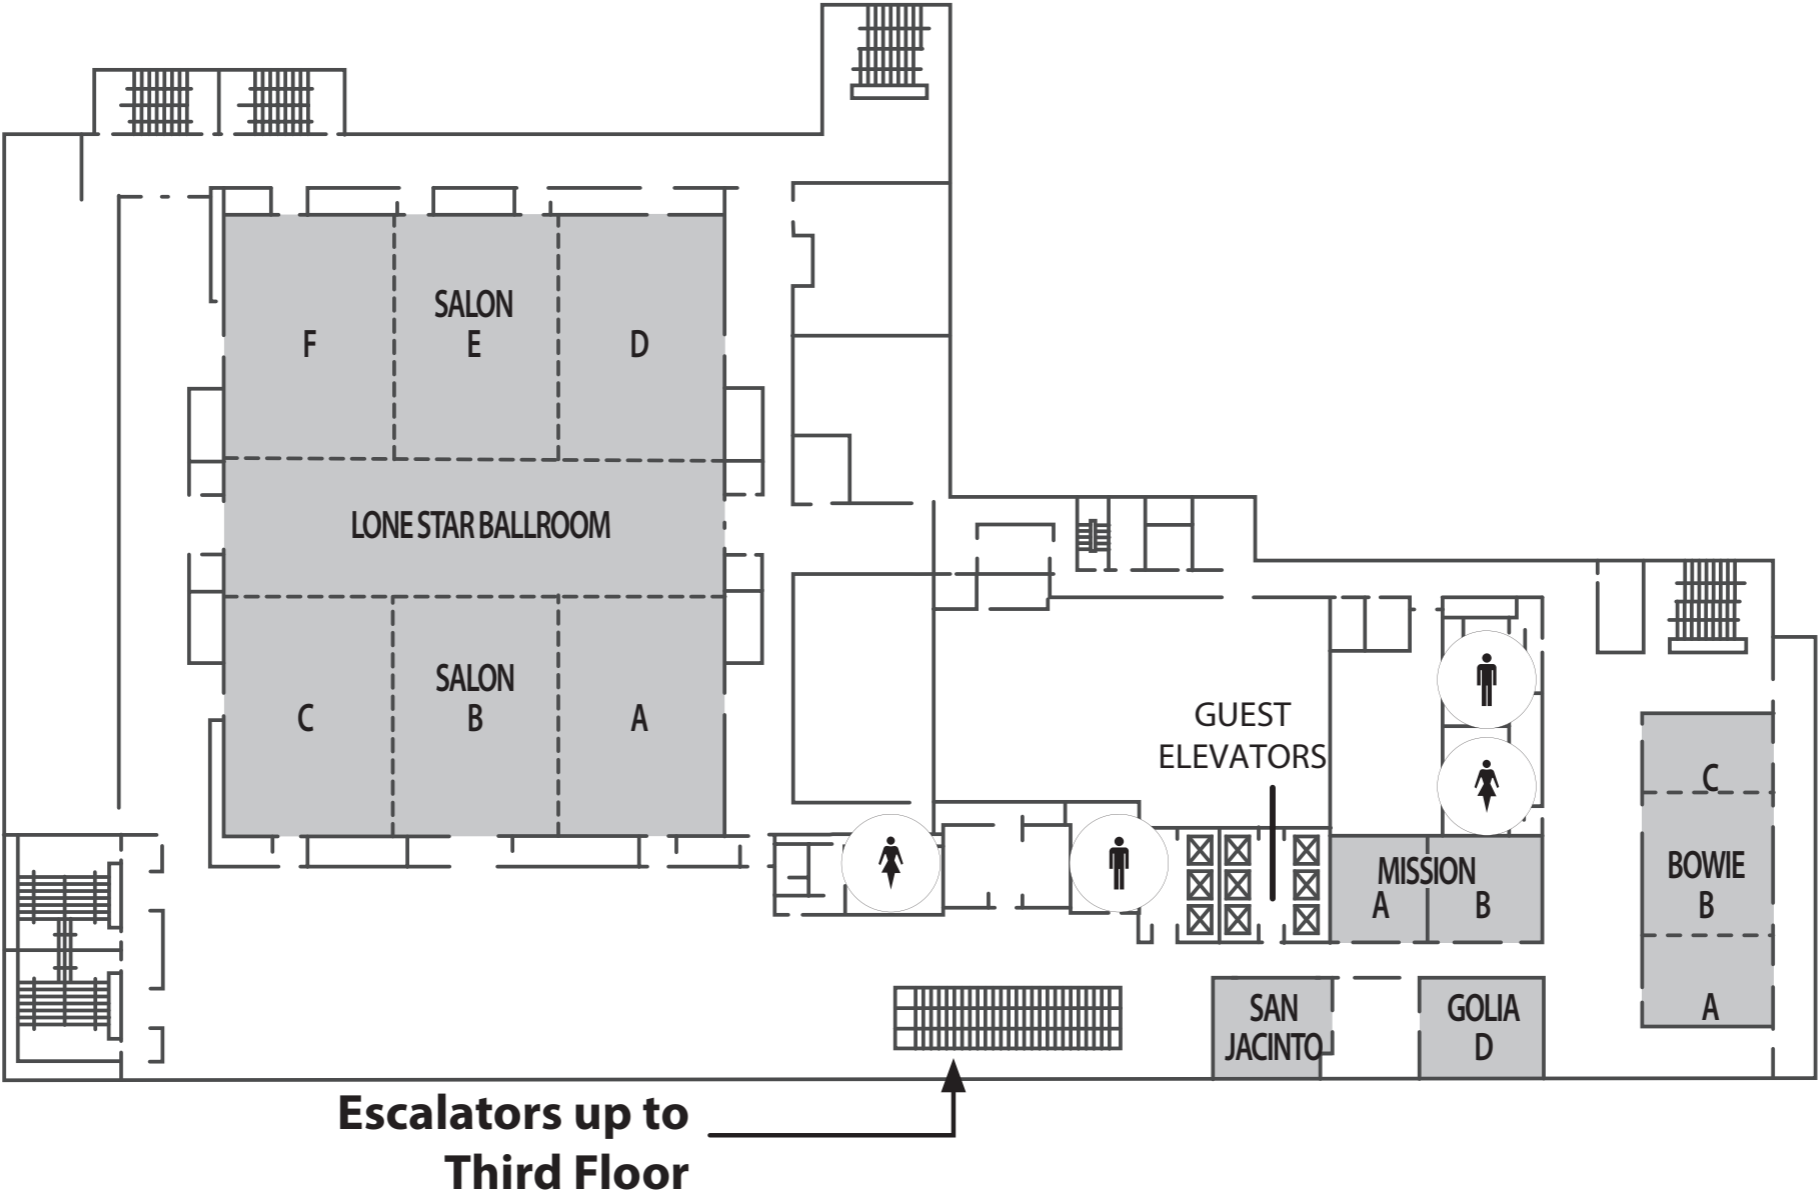 SALON
F
E
D
LONE STAR BALLROOM
SALON
C
B
A
GUEST
ELEVATORS
MISSION
A
B
C
BOWIE
B
A
SAN
JACINTO
GOLIA
D
Escalators up to
Third Floor